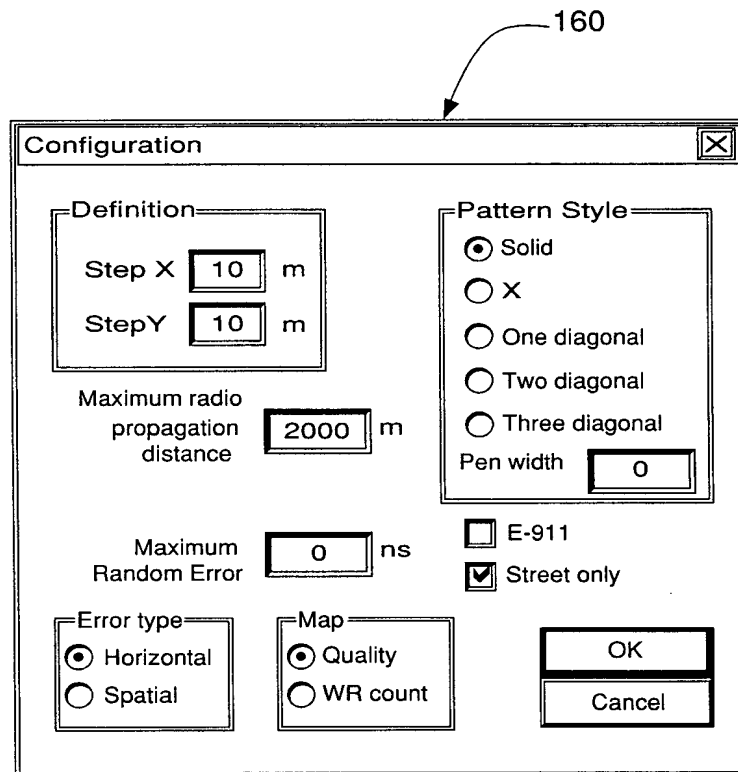 160
Configuration
Definition
Step X 10 m
StepY 10 m
Maximum radio
propagation
distance
2000 m
Maximum
Random Error
0 ns
Pattern Style
Solid
X
One diagonal
Two diagonal
Three diagonal
Pen width 0
E-911
Street only
Error type
Horizontal
Spatial
Map
Quality
WR count
OK
Cancel